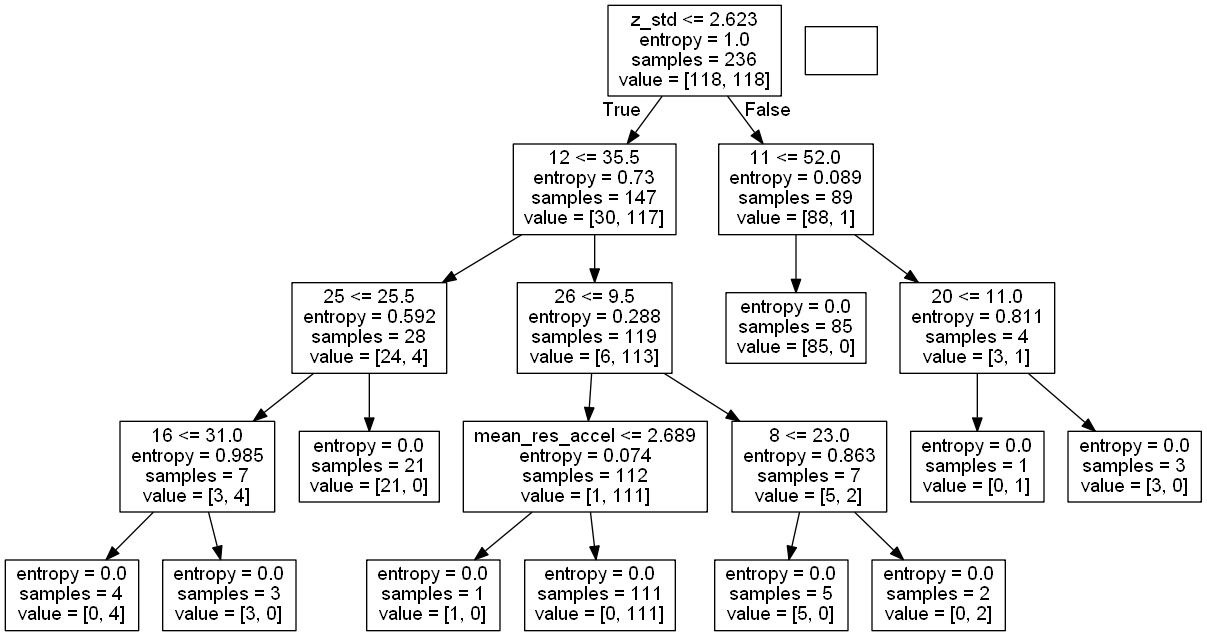 z_std <= 2.623
entropy = 1.0
samples = 236
value = [118, 118]
True
False
12 <= 35.5
entropy = 0.73
samples = 147
value = [30, 117]
11 <= 52.0
entropy = 0.089
samples = 89
value = [88, 1]
25 <= 25.5
entropy = 0.592
samples = 28
value = [24, 4]
26 <= 9.5
entropy = 0.288
samples = 119
value = [6, 113]
entropy = 0.0
samples = 85
value = [85, 0]
20 <= 11.0
entropy = 0.811
samples = 4
value = [3, 1]
16 <= 31.0
entropy = 0.985
samples = 7
value = [3, 4]
entropy = 0.0
samples = 21
value = [21, 0]
mean_res_accel <= 2.689
entropy = 0.074
samples = 112
value = [1, 111]
8 <= 23.0
entropy = 0.863
samples = 7
value = [5, 2]
entropy = 0.0
samples = 1
value = [0, 1]
entropy = 0.0
samples = 3
value = [3, 0]
entropy = 0.0
samples = 4
value = [0, 4]
entropy = 0.0
samples = 3
value = [3, 0]
entropy = 0.0
samples = 1
value = [1, 0]
entropy = 0.0
samples = 111
value = [0, 111]
entropy = 0.0
samples = 5
value = [5, 0]
entropy = 0.0
samples = 2
value = [0, 2]